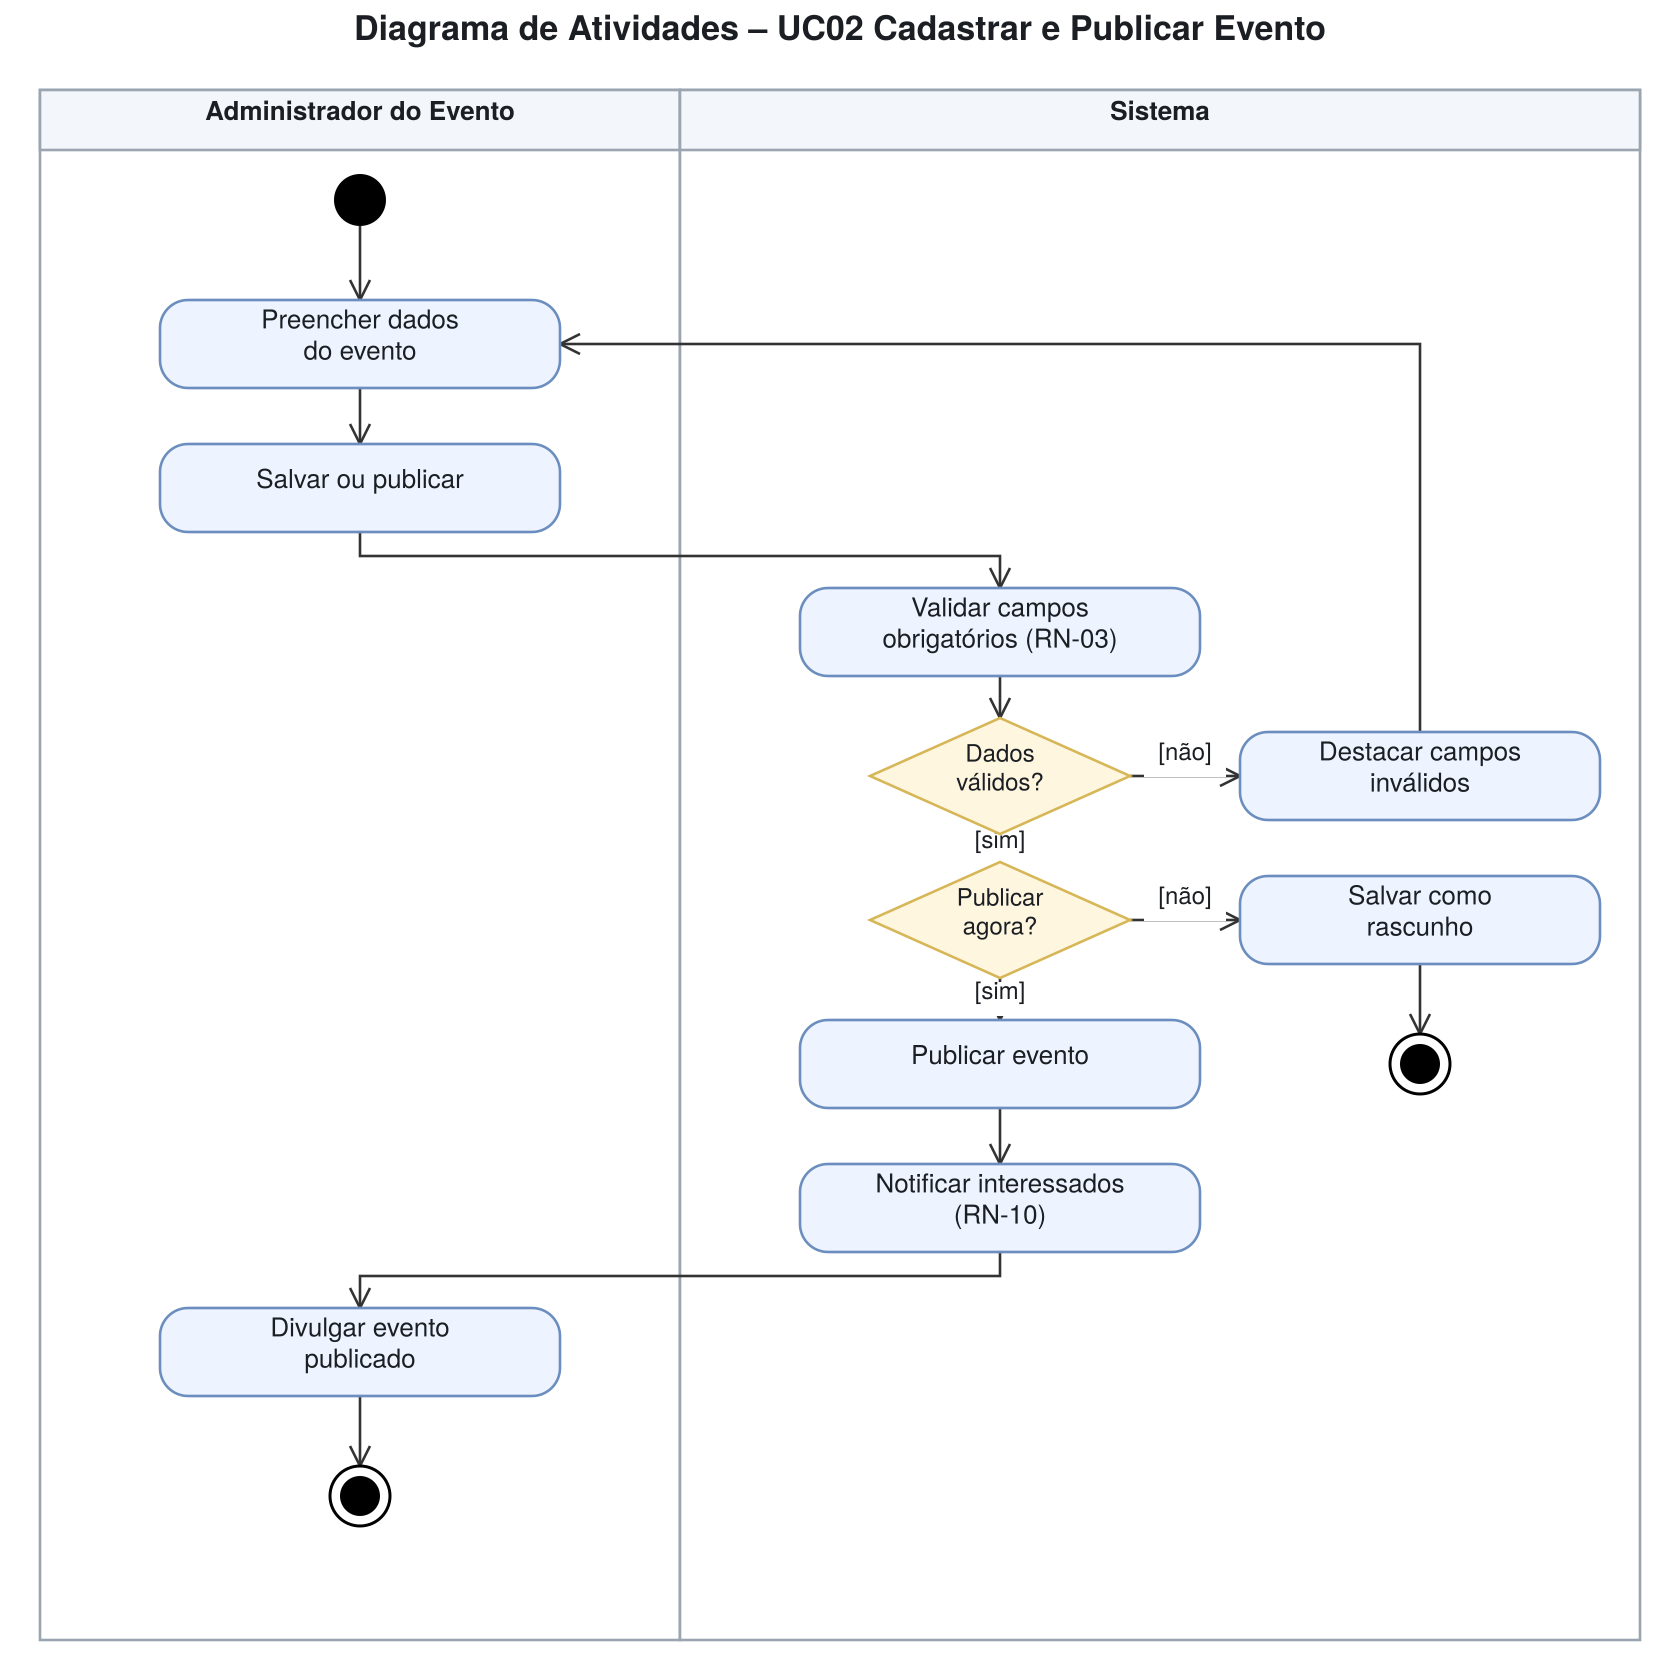 Diagrama de Atividades – UC02 Cadastrar e Publicar Evento
Administrador do Evento
Sistema
Preencher dados
do evento
Salvar ou publicar
Validar campos
obrigatórios (RN-03)
Dados
válidos?
[não]
Destacar campos
inválidos
[sim]
Publicar
agora?
[não]
Salvar como
rascunho
[sim]
Publicar evento
Notificar interessados
(RN-10)
Divulgar evento
publicado